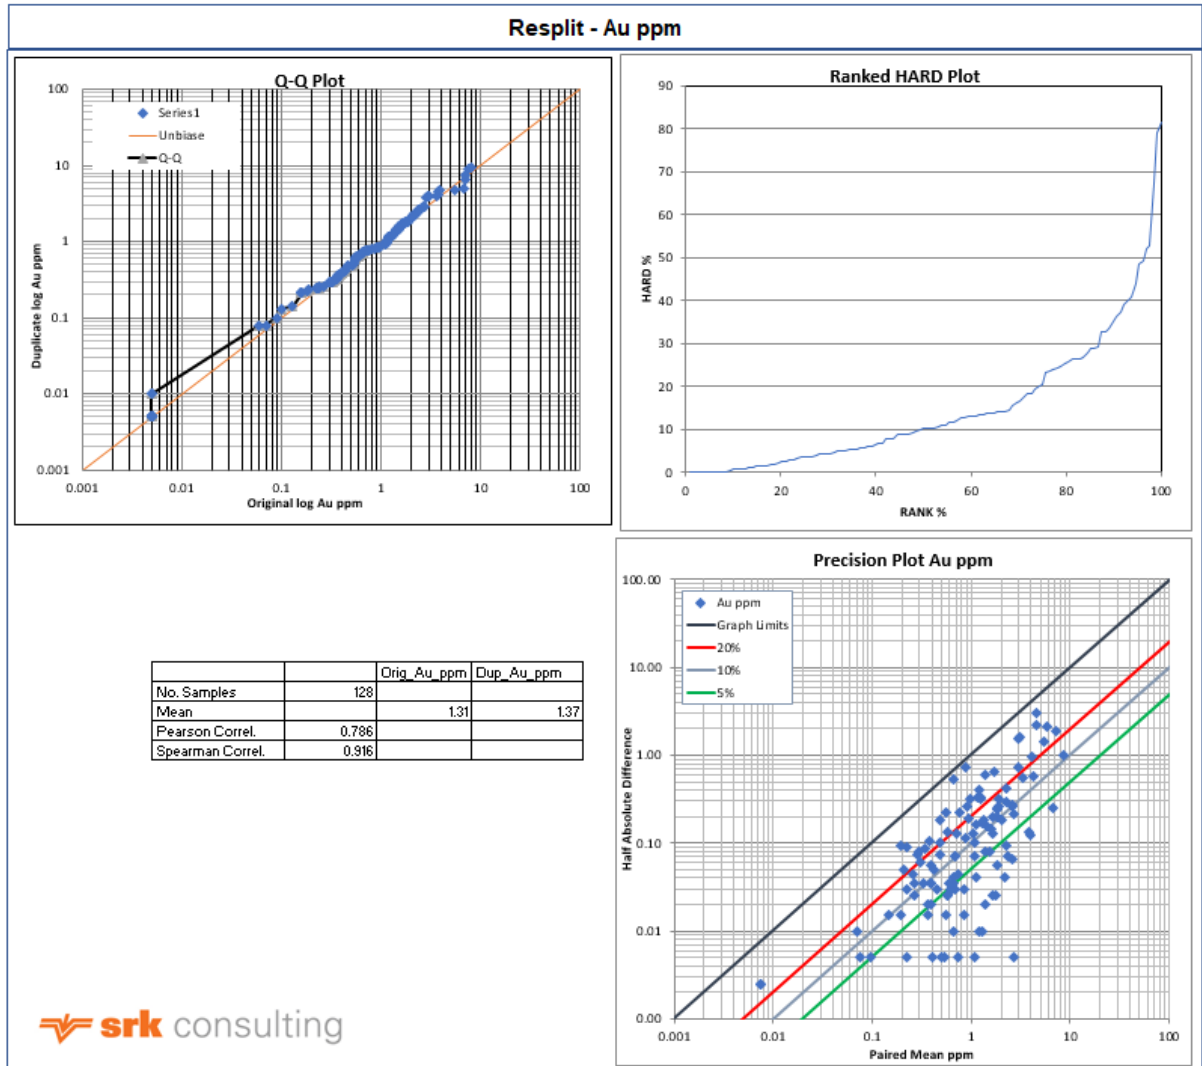 Resplit - Au ppm
Q-Q Plot
100
10
1
0.1
0.01
0.001
Series1
Unbiase
Q-Q
Duplicate log Au ppm
0.001 0.01 0.1 1 10 100
Original log Au ppm
Ranked HARD Plot
90
80
70
60
50
40
30
20
10
0
HARD %
0 20 40 60 80 100
RANK %
Orig_Au_ppm Dup_Au_ppm
No. Samples 128
Mean 1.31 1.37
Pearson Correl. 0.786
Spearman Correl. 0.916
Precision Plot Au ppm
100.00
10.00
1.00
0.10
0.01
0.00
Au ppm
Graph Limits
20%
10%
5%
Half Absolute Difference
0.001 0.01 0.1 1 10 100
Paired Mean ppm
srk consulting